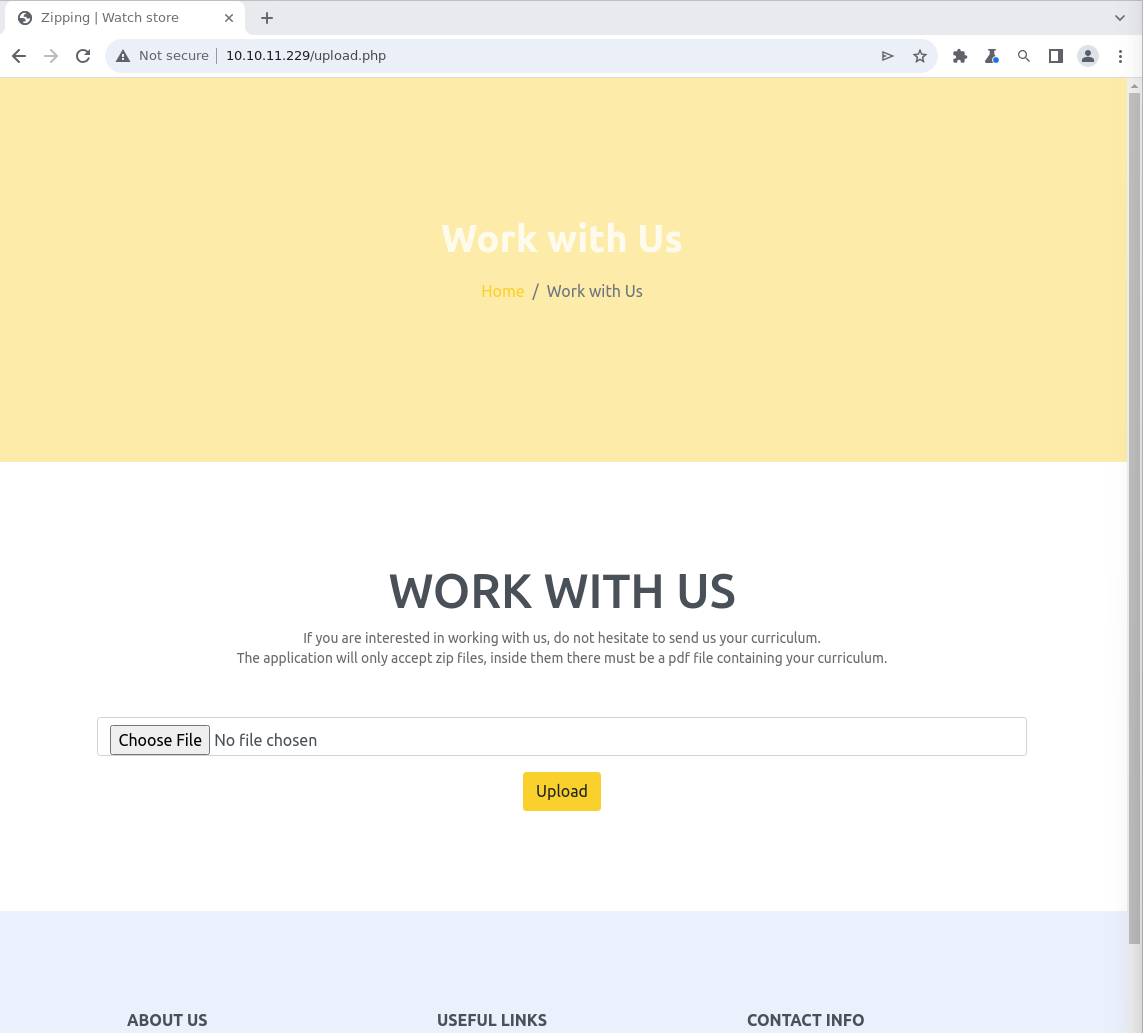 Zipping | Watch store
Not secure 10.10.11.229/upload.php
Work with Us
Home / Work with Us
WORK WITH US
If you are interested in working with us, do not hesitate to send us your curriculum.
The application will only accept zip files, inside them there must be a pdf file containing your curriculum.
Choose File No file chosen
Upload
ABOUT US USEFUL LINKS CONTACT INFO